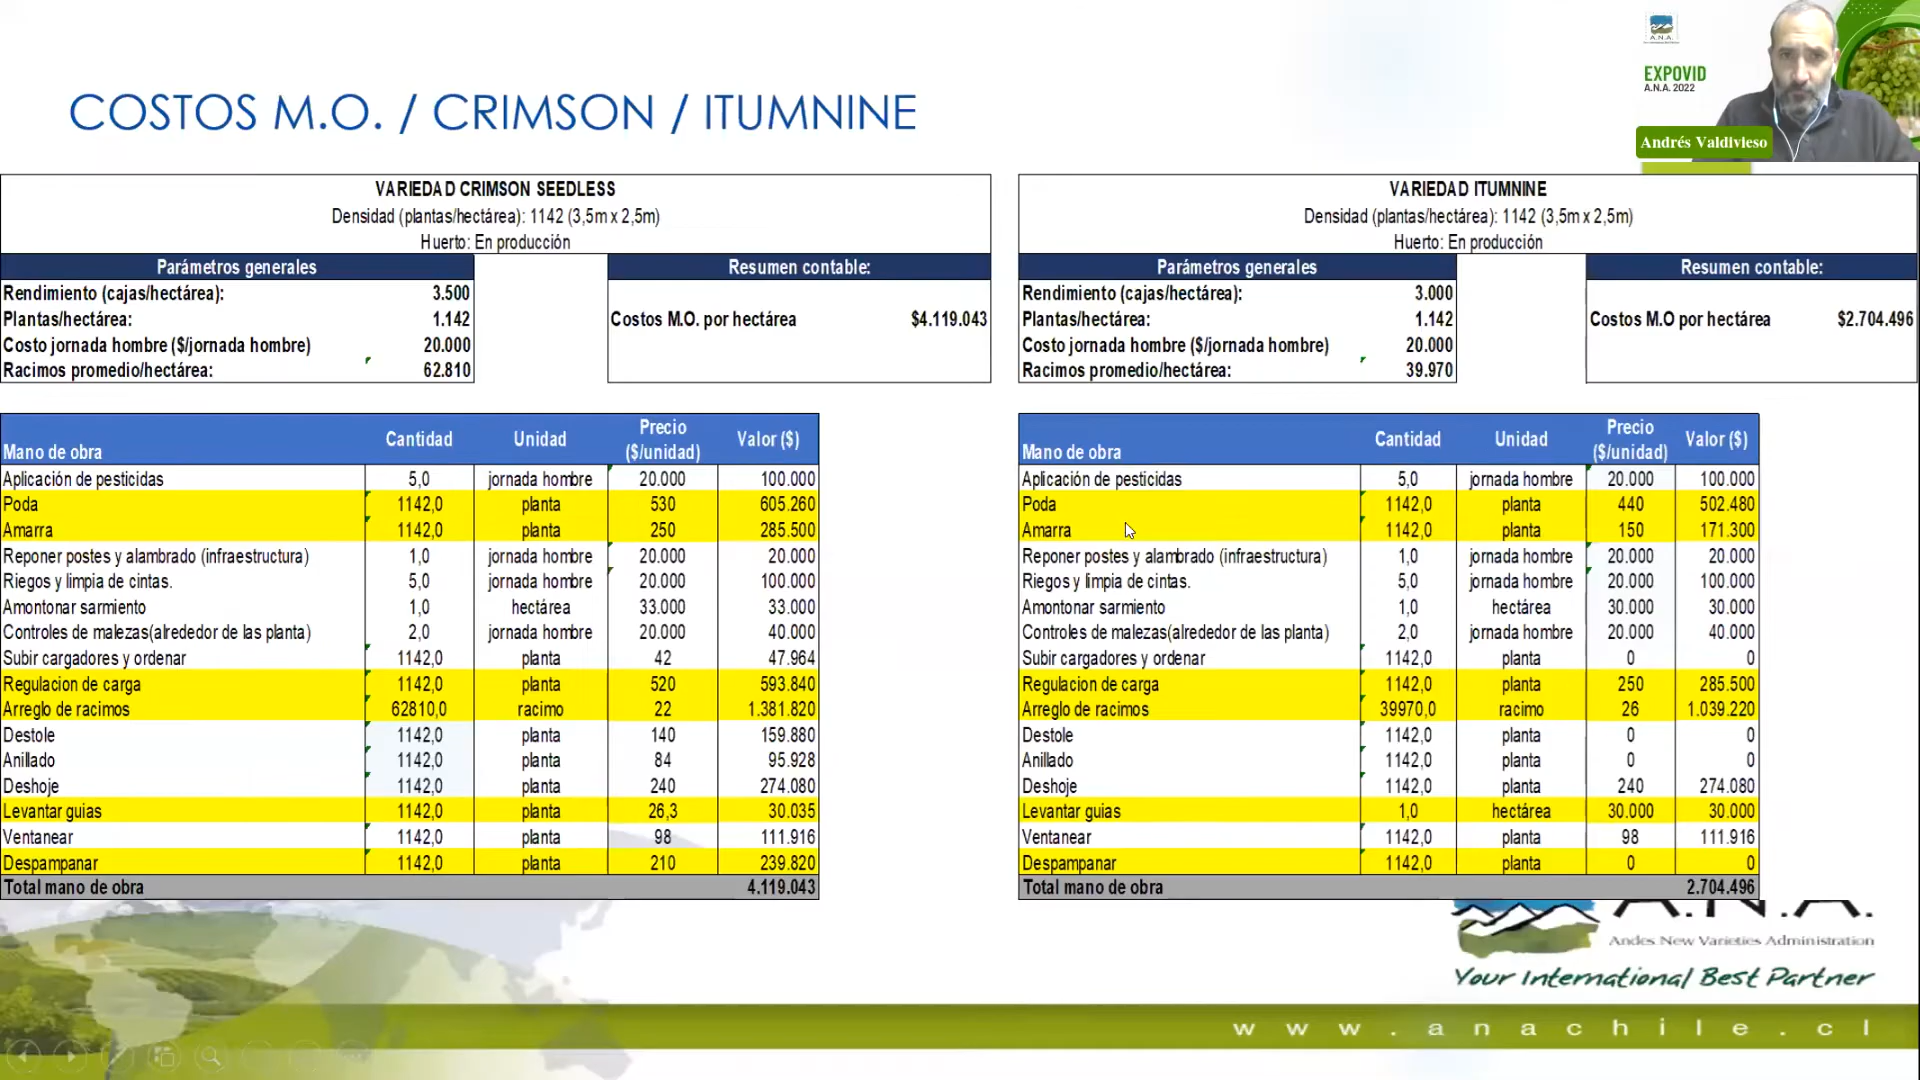 A.N.A.
EXPOVID
A.N.A. 2022
Andrés Valdivieso
COSTOS M.O. / CRIMSON / ITUMNINE
VARIEDAD CRIMSON SEEDLESS
Densidad (plantas/hectárea): 1142 (3,5m x 2,5m)
Huerto: En producción
Parámetros generales
Resumen contable:
Rendimiento (cajas/hectárea): 3.500
Plantas/hectárea: 1.142
Costos M.O. por hectárea $4.119.043
Costo jornada hombre ($/jornada hombre) 20.000
Racimos promedio/hectárea: 62.810
Mano de obra Cantidad Unidad Precio ($/unidad) Valor ($)
Aplicación de pesticidas 5,0 jornada hombre 20.000 100.000
Poda 1142,0 planta 530 605.260
Amarra 1142,0 planta 250 285.500
Reponer postes y alambrado (infraestructura) 1,0 jornada hombre 20.000 20.000
Riegos y limpia de cintas. 5,0 jornada hombre 20.000 100.000
Amontonar sarmiento 1,0 hectárea 33.000 33.000
Controles de malezas(alrededor de las planta) 2,0 jornada hombre 20.000 40.000
Subir cargadores y ordenar 1142,0 planta 42 47.964
Regulacion de carga 1142,0 planta 520 593.840
Arreglo de racimos 62810,0 racimo 22 1.381.820
Destole 1142,0 planta 140 159.880
Anillado 1142,0 planta 84 95.928
Deshoje 1142,0 planta 240 274.080
Levantar guias 1142,0 planta 26,3 30.035
Ventanear 1142,0 planta 98 111.916
Despampanar 1142,0 planta 210 239.820
Total mano de obra 4.119.043
VARIEDAD ITUMNINE
Densidad (plantas/hectárea): 1142 (3,5m x 2,5m)
Huerto: En producción
Parámetros generales
Resumen contable:
Rendimiento (cajas/hectárea): 3.000
Plantas/hectárea: 1.142
Costos M.O por hectárea $2.704.496
Costo jornada hombre ($/jornada hombre) 20.000
Racimos promedio/hectárea: 39.970
Mano de obra Cantidad Unidad Precio ($/unidad) Valor ($)
Aplicación de pesticidas 5,0 jornada hombre 20.000 100.000
Poda 1142,0 planta 440 502.480
Amarra 1142,0 planta 150 171.300
Reponer postes y alambrado (infraestructura) 1,0 jornada hombre 20.000 20.000
Riegos y limpia de cintas. 5,0 jornada hombre 20.000 100.000
Amontonar sarmiento 1,0 hectárea 30.000 30.000
Controles de malezas(alrededor de las planta) 2,0 jornada hombre 20.000 40.000
Subir cargadores y ordenar 1142,0 planta 0 0
Regulacion de carga 1142,0 planta 250 285.500
Arreglo de racimos 39970,0 racimo 26 1.039.220
Destole 1142,0 planta 0 0
Anillado 1142,0 planta 0 0
Deshoje 1142,0 planta 240 274.080
Levantar guias 1,0 hectárea 30.000 30.000
Ventanear 1142,0 planta 98 111.916
Despampanar 1142,0 planta 0 0
Total mano de obra 2.704.496
A.N.A.
Andes New Varieties Administration
Your International Best Partner
www.anachile.cl